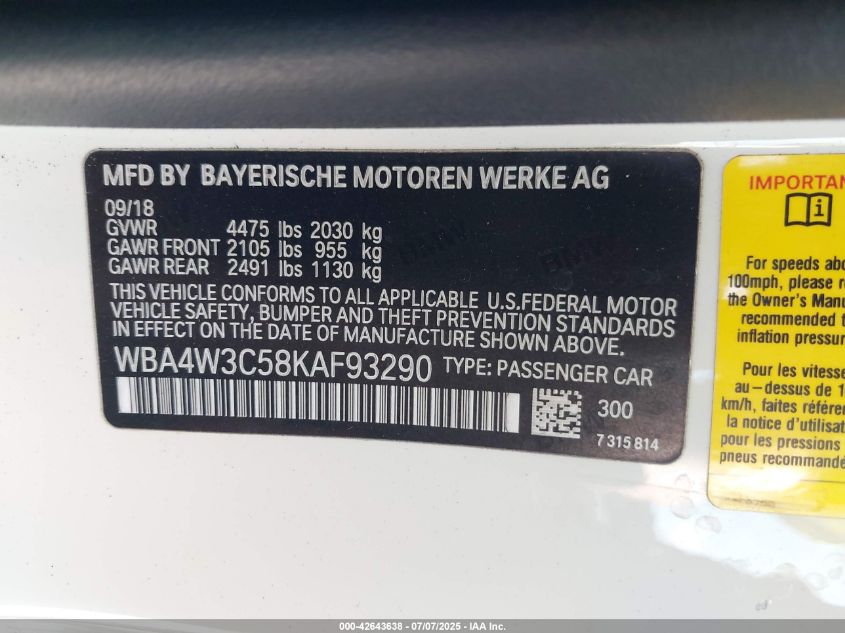 MFD BY BAYERISCHE MOTOREN WERKE AG
09/18
GVWR 4475 lbs 2030 kg
GAWR FRONT 2105 lbs 955 kg
GAWR REAR 2491 lbs 1130 kg
THIS VEHICLE CONFORMS TO ALL APPLICABLE U.S.FEDERAL MOTOR
VEHICLE SAFETY, BUMPER AND THEFT PREVENTION STANDARDS
IN EFFECT ON THE DATE OF MANUFACTURE SHOWN ABOVE.
WBA4W3C58KAF93290 TYPE: PASSENGER CAR
300
7 315 814
IMPORTAN
For speeds abo
100mph, please re
the Owner's Manu
recommended t
inflation pressur
Pour les vitesse
au-dessus de 1
km/h, faites référe
la notice d'utilisat
pour les pressions
pneus recommandé
000-42643638 - 07/07/2025 - IAA Inc.